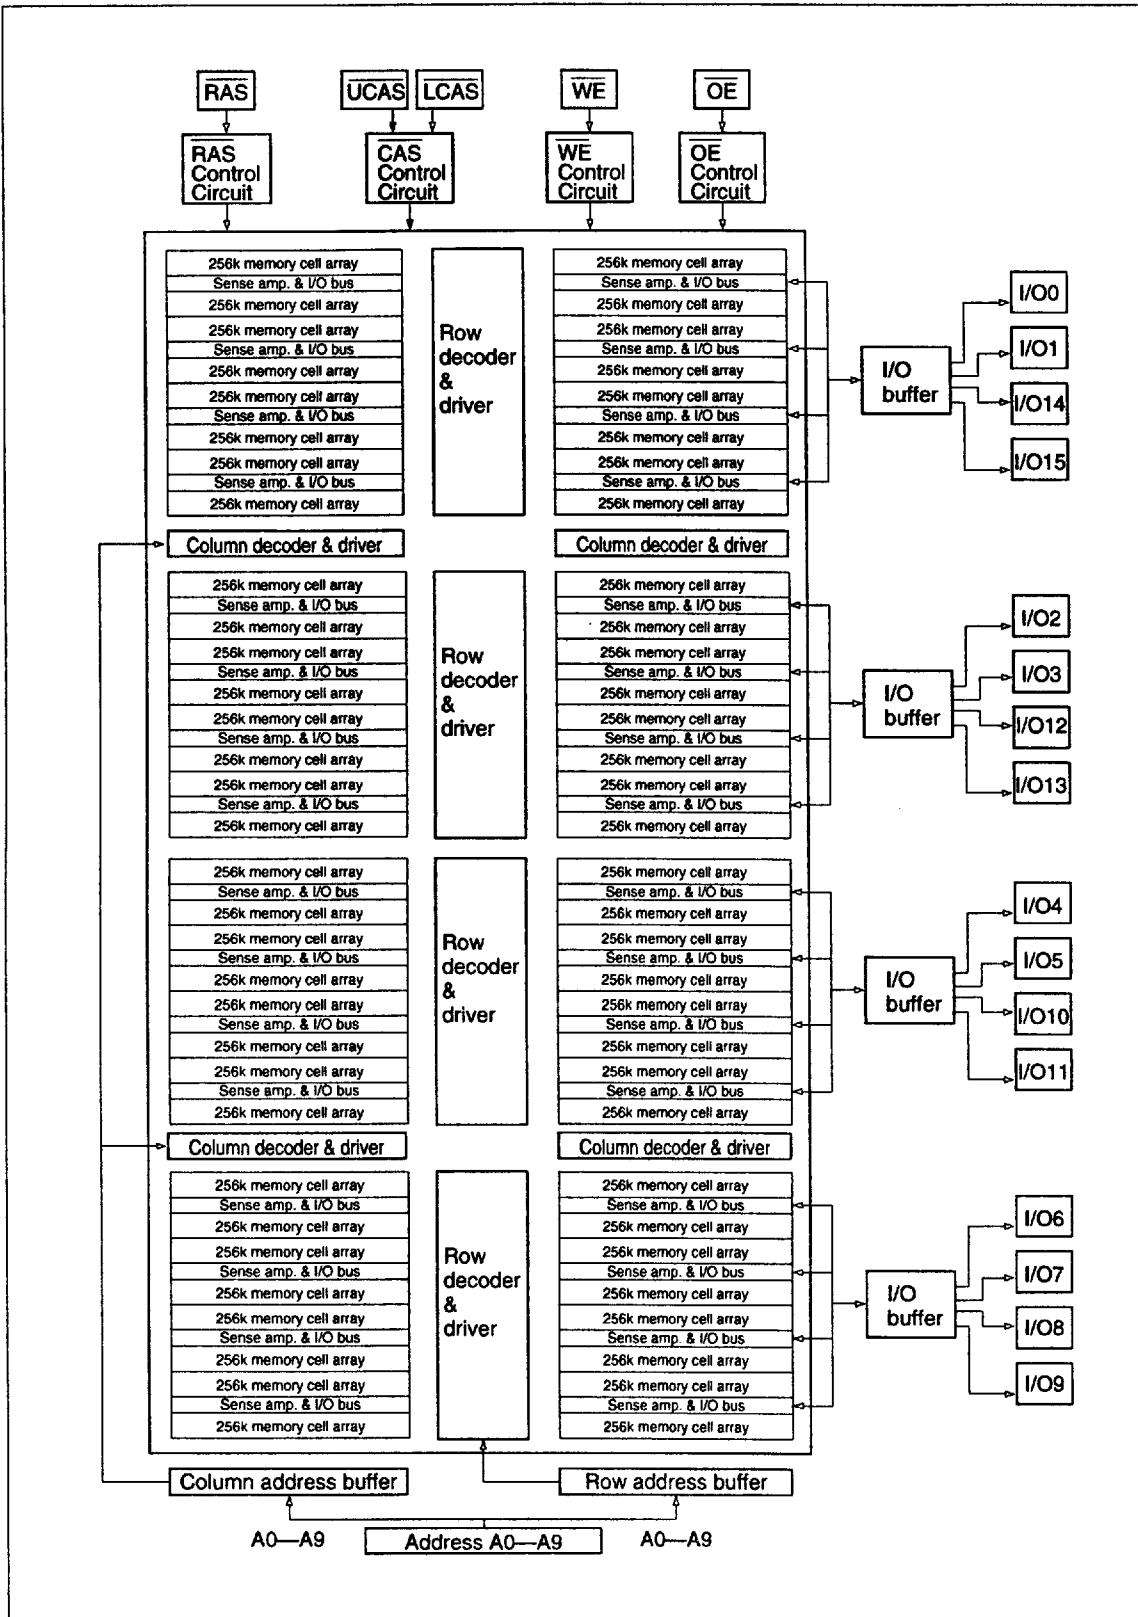 RAS
UCAS
LCAS
WE
OE
RAS
Control
Circuit
CAS
Control
Circuit
WE
Control
Circuit
OE
Control
Circuit
256k memory cell array
Sense amp. & I/O bus
256k memory cell array
256k memory cell array
Sense amp. & I/O bus
256k memory cell array
256k memory cell array
Sense amp. & I/O bus
256k memory cell array
256k memory cell array
Sense amp. & I/O bus
256k memory cell array
Row
decoder
&
driver
256k memory cell array
Sense amp. & I/O bus
256k memory cell array
256k memory cell array
Sense amp. & I/O bus
256k memory cell array
256k memory cell array
Sense amp. & I/O bus
256k memory cell array
256k memory cell array
Sense amp. & I/O bus
256k memory cell array
I/O
buffer
I/O0
I/O1
I/O14
I/O15
Column decoder & driver
Column decoder & driver
256k memory cell array
Sense amp. & I/O bus
256k memory cell array
256k memory cell array
Sense amp. & I/O bus
256k memory cell array
256k memory cell array
Sense amp. & I/O bus
256k memory cell array
256k memory cell array
Sense amp. & I/O bus
256k memory cell array
Row
decoder
&
driver
256k memory cell array
Sense amp. & I/O bus
256k memory cell array
256k memory cell array
Sense amp. & I/O bus
256k memory cell array
256k memory cell array
Sense amp. & I/O bus
256k memory cell array
256k memory cell array
Sense amp. & I/O bus
256k memory cell array
I/O
buffer
I/O2
I/O3
I/O12
I/O13
256k memory cell array
Sense amp. & I/O bus
256k memory cell array
256k memory cell array
Sense amp. & I/O bus
256k memory cell array
256k memory cell array
Sense amp. & I/O bus
256k memory cell array
256k memory cell array
Sense amp. & I/O bus
256k memory cell array
Row
decoder
&
driver
256k memory cell array
Sense amp. & I/O bus
256k memory cell array
256k memory cell array
Sense amp. & I/O bus
256k memory cell array
256k memory cell array
Sense amp. & I/O bus
256k memory cell array
256k memory cell array
Sense amp. & I/O bus
256k memory cell array
I/O
buffer
I/O4
I/O5
I/O10
I/O11
Column decoder & driver
Column decoder & driver
256k memory cell array
Sense amp. & I/O bus
256k memory cell array
256k memory cell array
Sense amp. & I/O bus
256k memory cell array
256k memory cell array
Sense amp. & I/O bus
256k memory cell array
256k memory cell array
Sense amp. & I/O bus
256k memory cell array
Row
decoder
&
driver
256k memory cell array
Sense amp. & I/O bus
256k memory cell array
256k memory cell array
Sense amp. & I/O bus
256k memory cell array
256k memory cell array
Sense amp. & I/O bus
256k memory cell array
256k memory cell array
Sense amp. & I/O bus
256k memory cell array
I/O
buffer
I/O6
I/O7
I/O8
I/O9
Column address buffer
Row address buffer
A0—A9
Address A0—A9
A0—A9